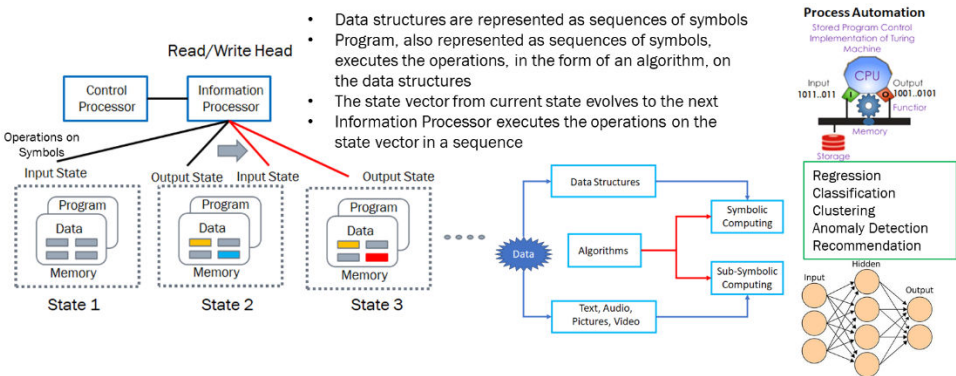 • Data structures are represented as sequences of symbols
• Program, also represented as sequences of symbols,
executes the operations, in the form of an algorithm, on
the data structures
• The state vector from current state evolves to the next
• Information Processor executes the operations on the
state vector in a sequence
Read/Write Head
Control
Processor
Information
Processor
Operations on
Symbols
Input State
Output State
Input State
Output State
Program
Data
Memory
State 1
Program
Data
Memory
State 2
Program
Data
Memory
State 3
Data
Data Structures
Algorithms
Text, Audio,
Pictures, Video
Symbolic
Computing
Sub-Symbolic
Computing
Process Automation
Stored Program Control
Implementation of Turing
Machine
CPU
Input
1011..011
I
O
Output
1001..0101
Functior
Memory
Storage
Regression
Classification
Clustering
Anomaly Detection
Recommendation
Input
Hidden
Output